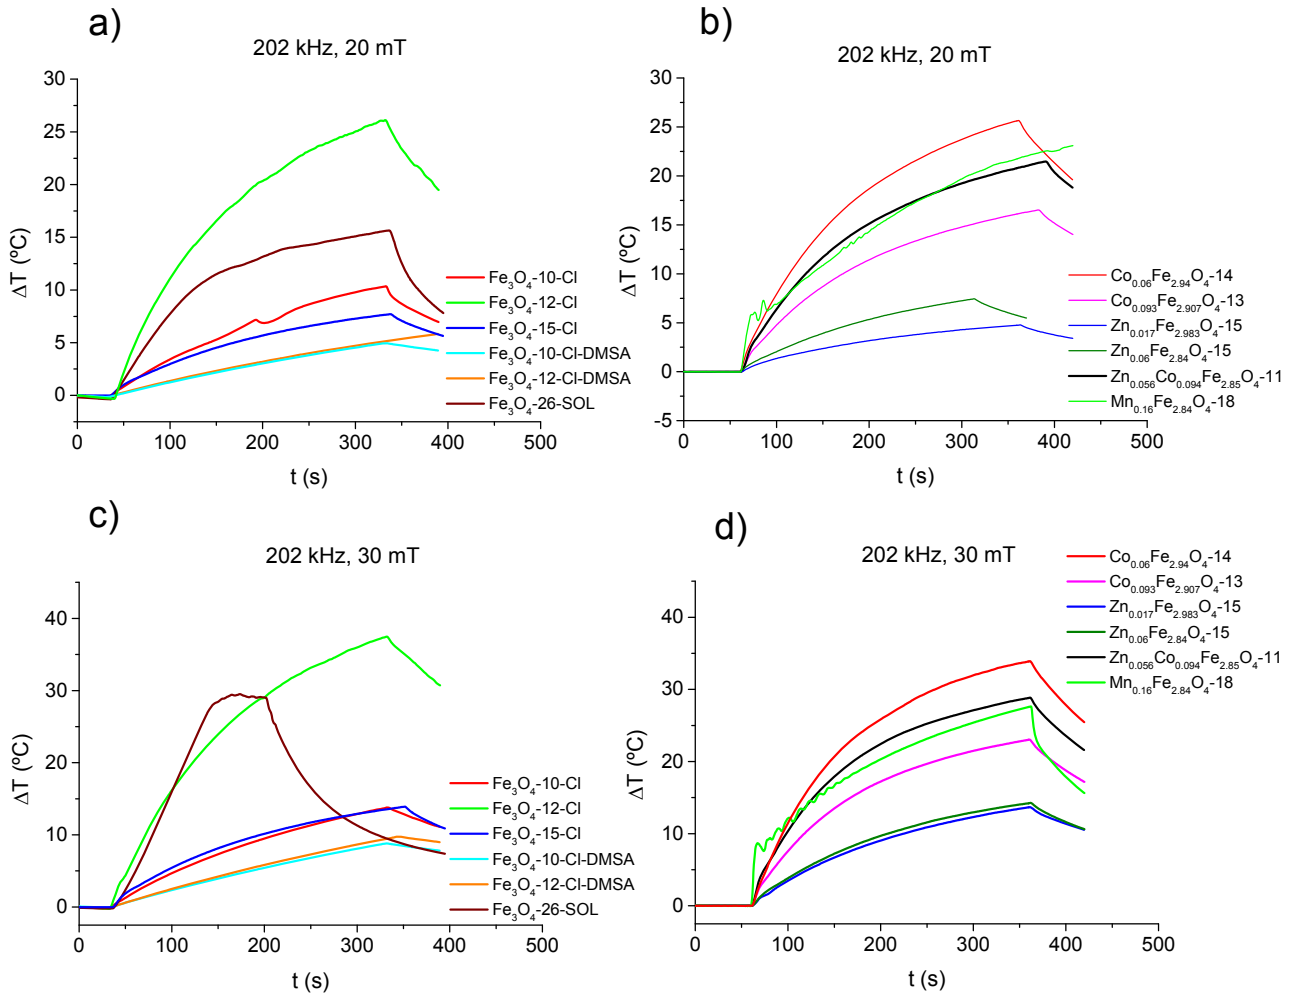 a)
202 kHz, 20 mT
30
25
20
15
10
5
0
ΔT (ºC)
0 100 200 300 400 500
t (s)
Fe3O4-10-Cl
Fe3O4-12-Cl
Fe3O4-15-Cl
Fe3O4-10-Cl-DMSA
Fe3O4-12-Cl-DMSA
Fe3O4-26-SOL
b)
202 kHz, 20 mT
30
25
20
15
10
5
0
-5
ΔT (ºC)
0 100 200 300 400 500
t (s)
Co0.06Fe2.94O4-14
Co0.093Fe2.907O4-13
Zn0.017Fe2.983O4-15
Zn0.06Fe2.84O4-15
Zn0.056Co0.094Fe2.85O4-11
Mn0.16Fe2.84O4-18
c)
202 kHz, 30 mT
40
30
20
10
0
ΔT (ºC)
0 100 200 300 400 500
t (s)
Fe3O4-10-Cl
Fe3O4-12-Cl
Fe3O4-15-Cl
Fe3O4-10-Cl-DMSA
Fe3O4-12-Cl-DMSA
Fe3O4-26-SOL
d)
202 kHz, 30 mT
40
30
20
10
0
ΔT (ºC)
0 100 200 300 400 500
t (s)
Co0.06Fe2.94O4-14
Co0.093Fe2.907O4-13
Zn0.017Fe2.983O4-15
Zn0.06Fe2.84O4-15
Zn0.056Co0.094Fe2.85O4-11
Mn0.16Fe2.84O4-18